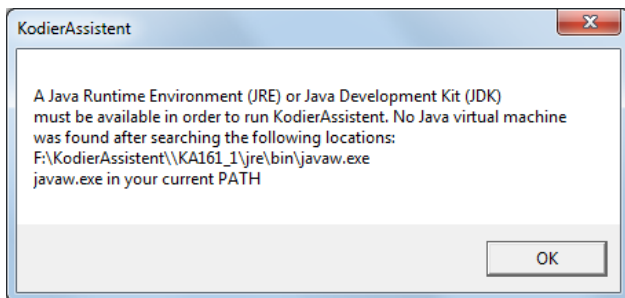 KodierAssistent
A Java Runtime Environment (JRE) or Java Development Kit (JDK)
must be available in order to run KodierAssistent. No Java virtual machine
was found after searching the following locations:
F:\KodierAssistent\\KA161_1\jre\bin\javaw.exe
javaw.exe in your current PATH
OK